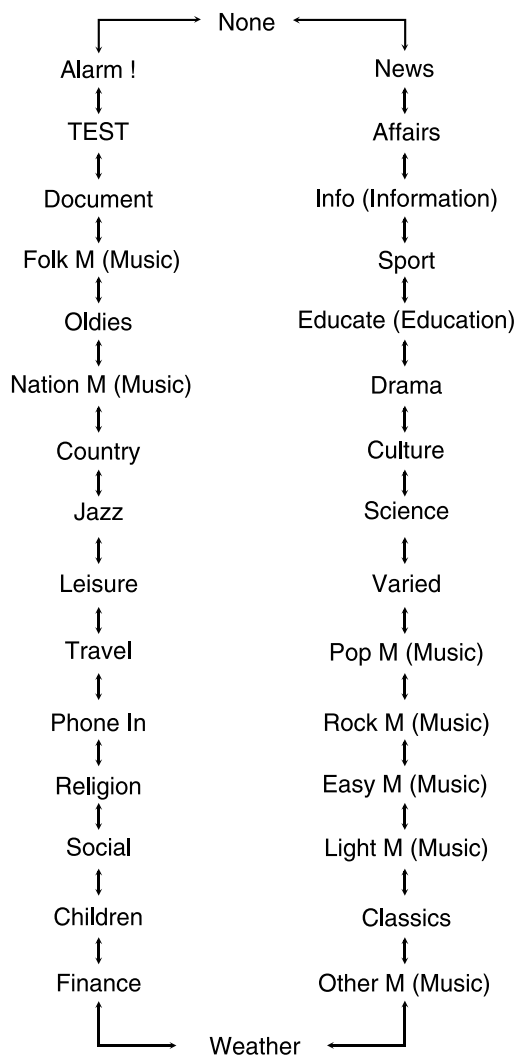 None
Alarm !
News
TEST
Affairs
Document
Info (Information)
Folk M (Music)
Sport
Oldies
Educate (Education)
Nation M (Music)
Drama
Country
Culture
Jazz
Science
Leisure
Varied
Travel
Pop M (Music)
Phone In
Rock M (Music)
Religion
Easy M (Music)
Social
Light M (Music)
Children
Classics
Finance
Other M (Music)
Weather